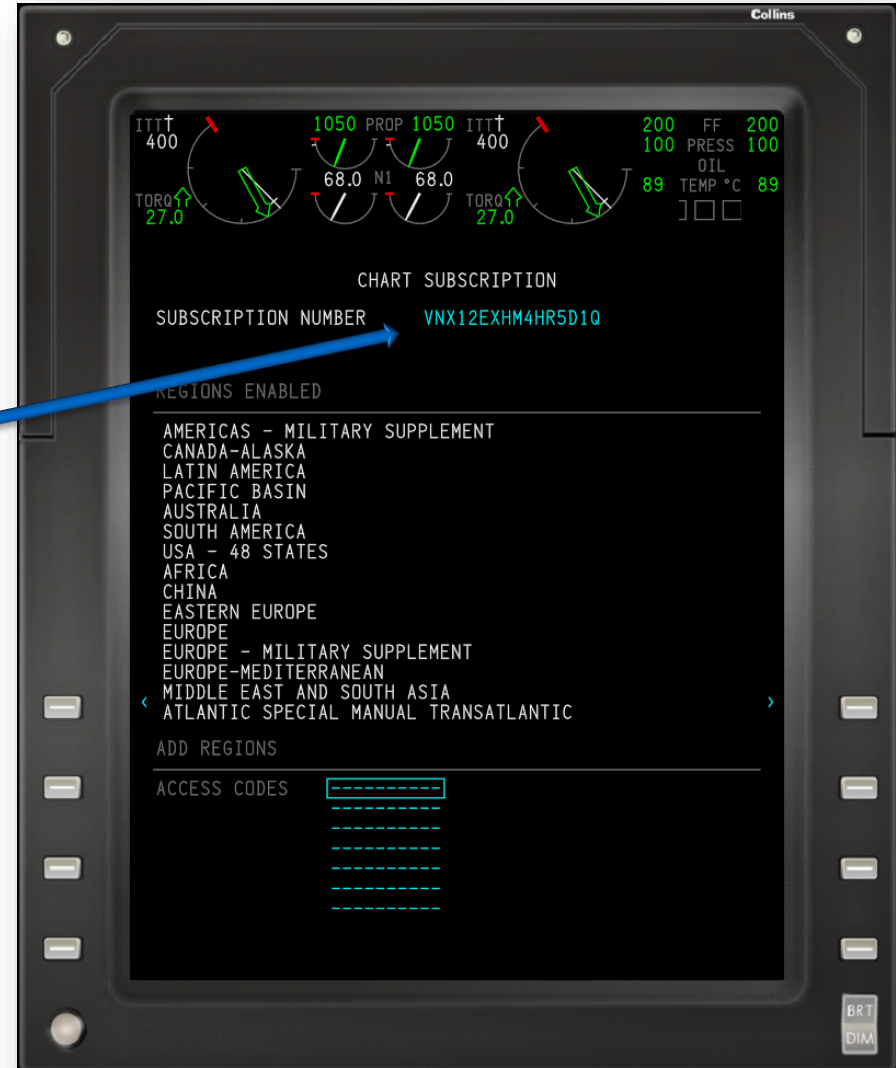 Collins
ITT† 1050 PROP 1050 ITT† 200 FF 200
400 400 100 PRESS 100
OIL
68.0 N1 68.0 89 TEMP °C 89
TORQ TORQ
27.0 27.0
CHART SUBSCRIPTION
SUBSCRIPTION NUMBER VNX12EXHM4HR5D1Q
REGIONS ENABLED
AMERICAS - MILITARY SUPPLEMENT
CANADA-ALASKA
LATIN AMERICA
PACIFIC BASIN
AUSTRALIA
SOUTH AMERICA
USA - 48 STATES
AFRICA
CHINA
EASTERN EUROPE
EUROPE
EUROPE - MILITARY SUPPLEMENT
EUROPE-MEDITERRANEAN
MIDDLE EAST AND SOUTH ASIA
< ATLANTIC SPECIAL MANUAL TRANSATLANTIC >
ADD REGIONS
ACCESS CODES ----------
----------
----------
----------
----------
----------
----------
BRT
DIM